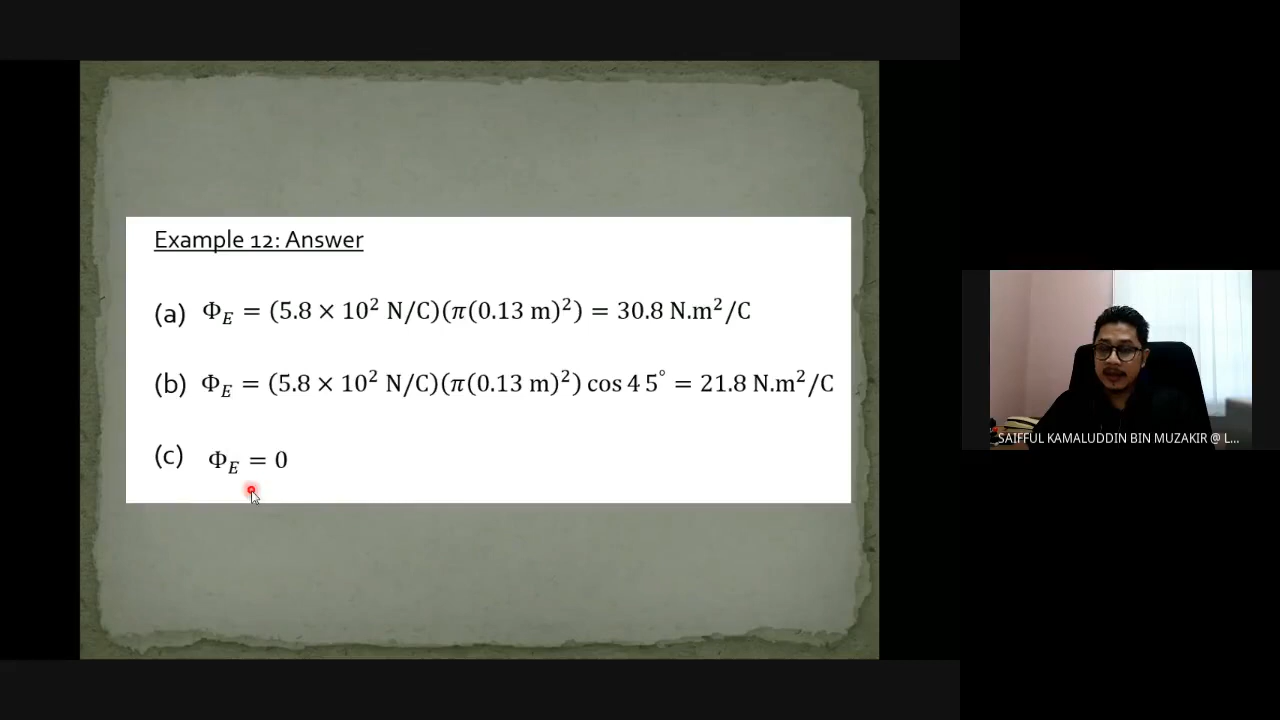 Example 12: Answer
(a) Φ_E = (5.8 × 10² N/C)(π(0.13 m)²) = 30.8 N.m²/C
(b) Φ_E = (5.8 × 10² N/C)(π(0.13 m)²) cos 45° = 21.8 N.m²/C
(c) Φ_E = 0
SAIFFUL KAMALUDDIN BIN MUZAKIR @ L...